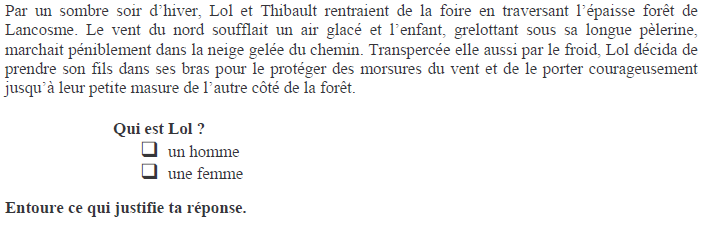 Par un sombre soir d'hiver, Lol et Thibault rentraient de la foire en traversant l'épaisse forêt de
Lancosme. Le vent du nord soufflait un air glacé et l'enfant, grelottant sous sa longue pèlerine,
marchait péniblement dans la neige gelée du chemin. Transpercée elle aussi par le froid, Lol décida de
prendre son fils dans ses bras pour le protéger des morsures du vent et de le porter courageusement
jusqu'à leur petite masure de l'autre côté de la forêt.
Qui est Lol ?
❑ un homme
❑ une femme
Entoure ce qui justifie ta réponse.